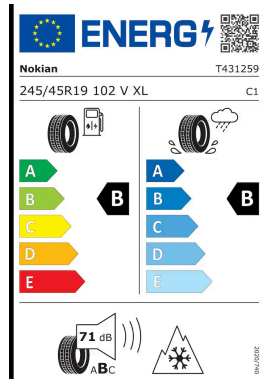 ENERG
Nokian T431259
245/45R19 102 V XL C1
A A
B B B B
C C
D D
E E
71 dB
ABC
2020/740